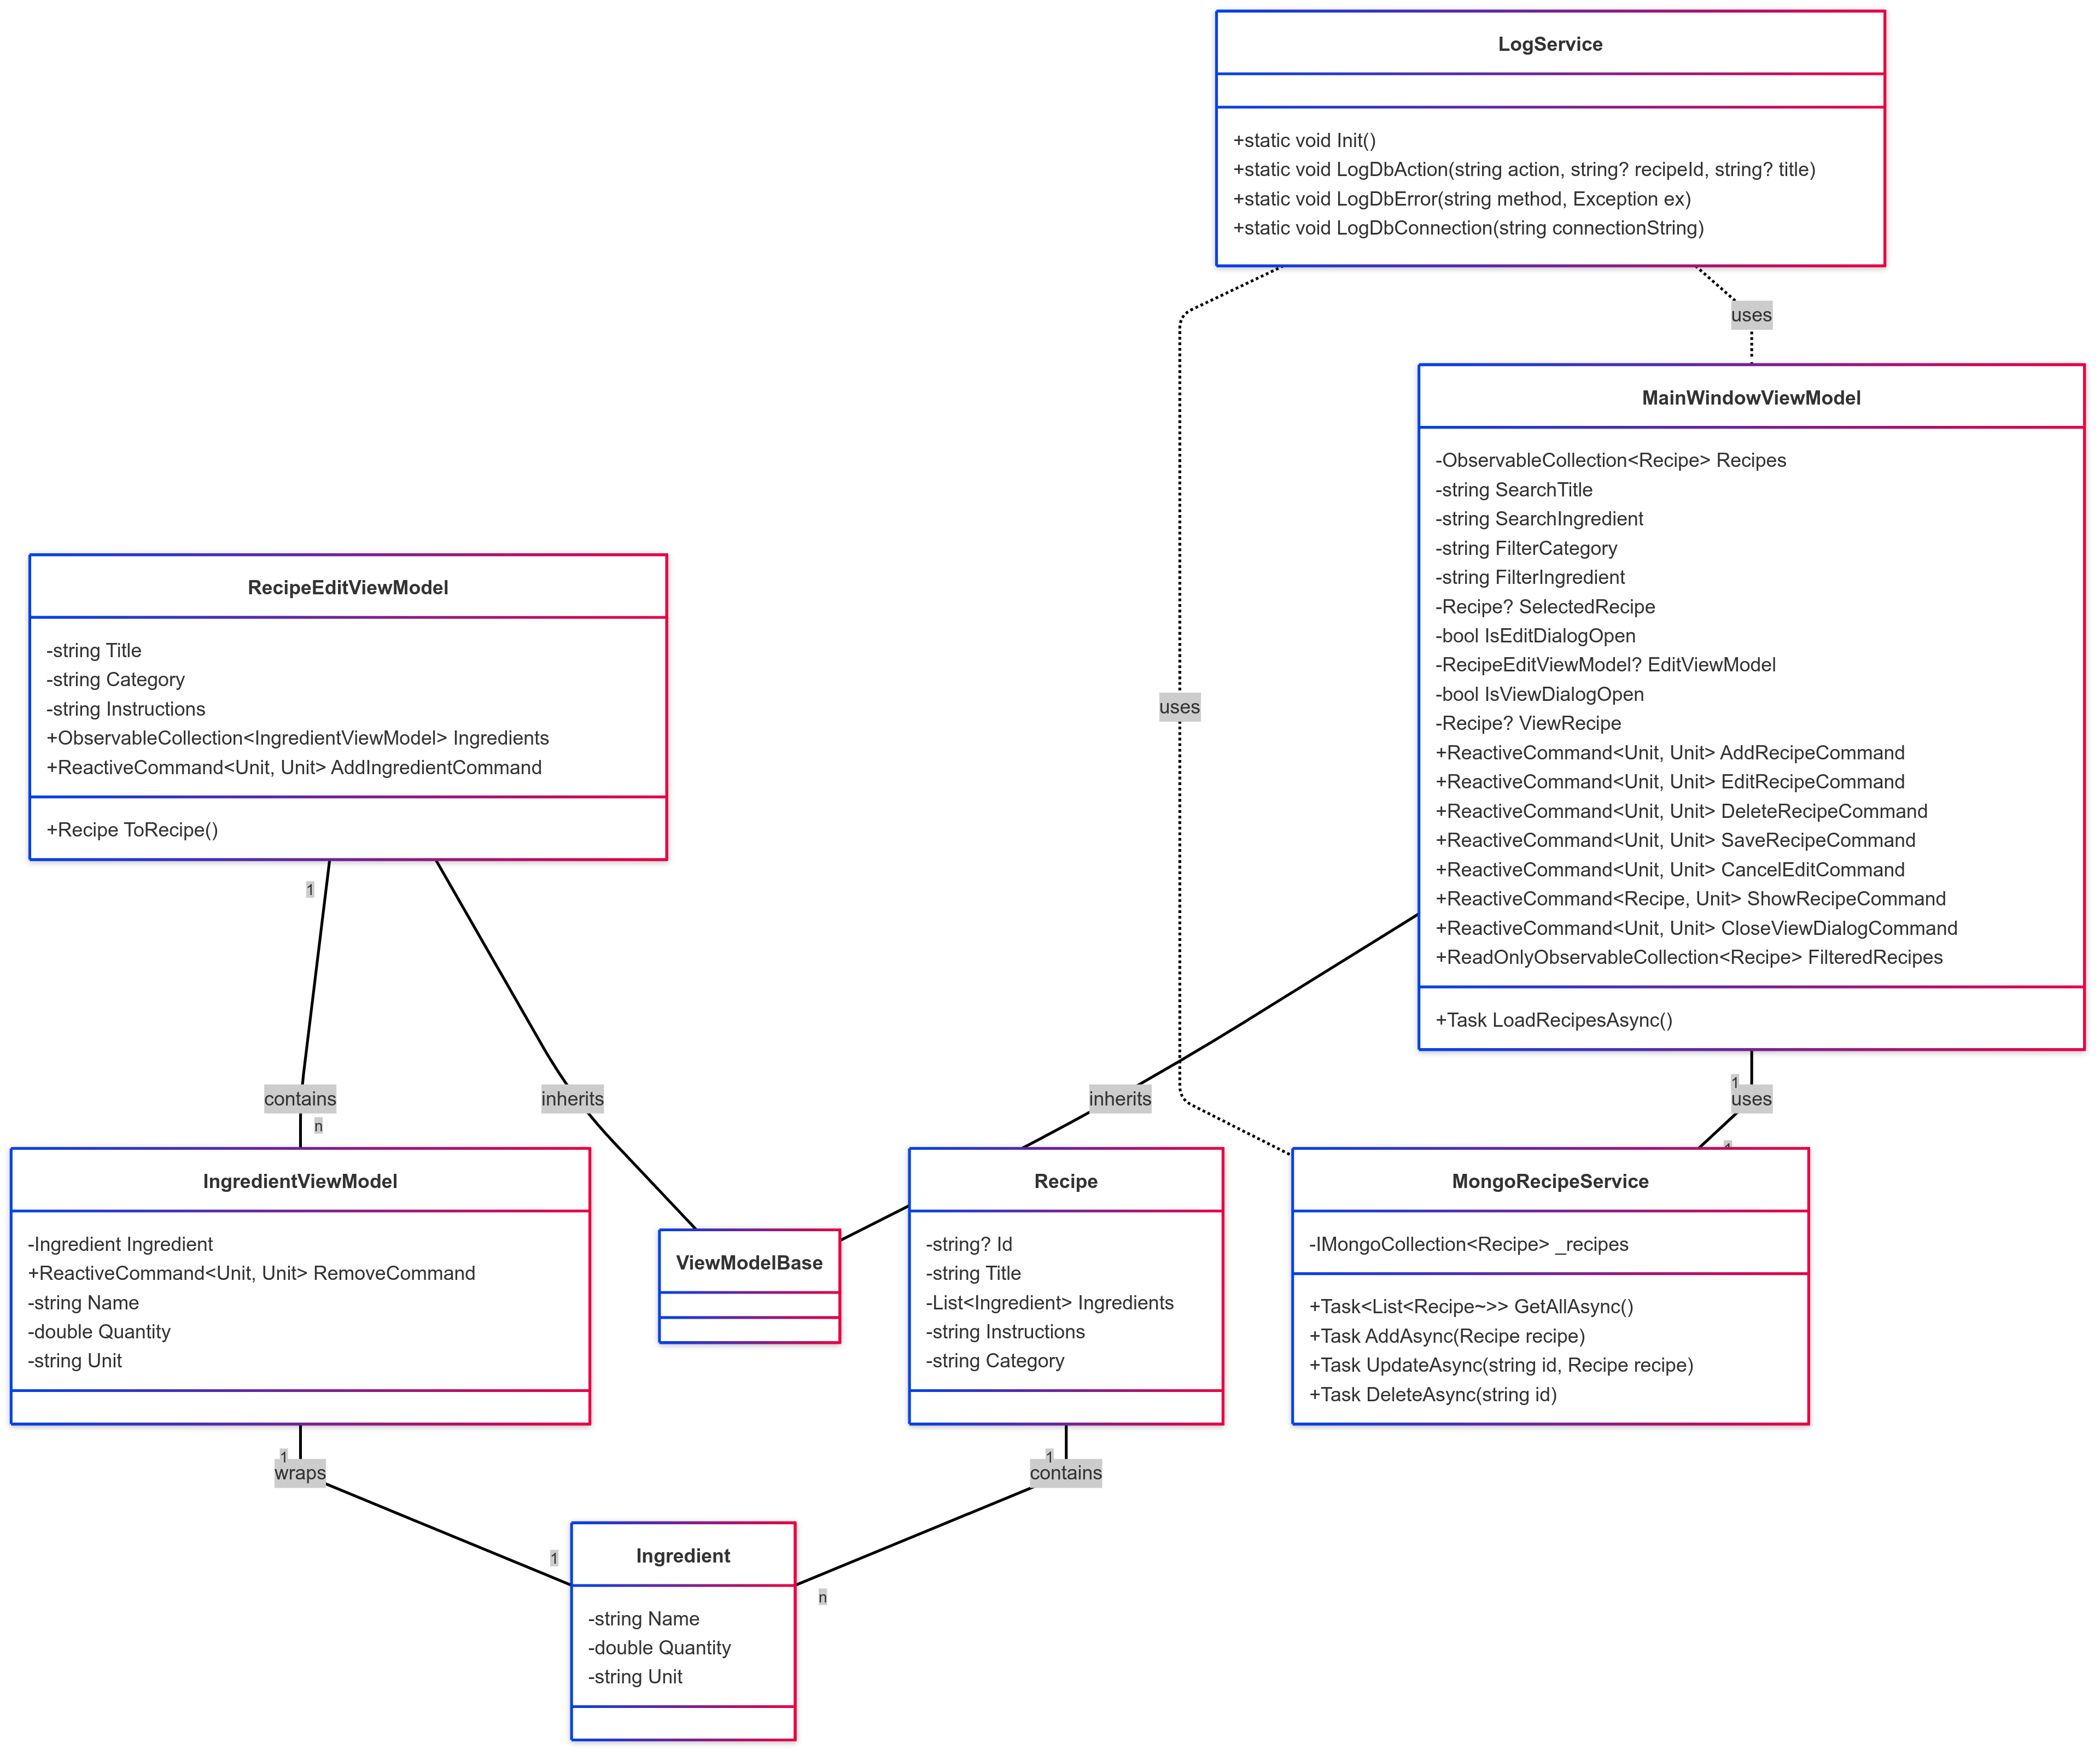 LogService
+static void Init()
+static void LogDbAction(string action, string? recipeId, string? title)
+static void LogDbError(string method, Exception ex)
+static void LogDbConnection(string connectionString)
uses
MainWindowViewModel
-ObservableCollection<Recipe> Recipes
-string SearchTitle
-string SearchIngredient
-string FilterCategory
-string FilterIngredient
-Recipe? SelectedRecipe
-bool IsEditDialogOpen
-RecipeEditViewModel? EditViewModel
-bool IsViewDialogOpen
-Recipe? ViewRecipe
+ReactiveCommand<Unit, Unit> AddRecipeCommand
+ReactiveCommand<Unit, Unit> EditRecipeCommand
+ReactiveCommand<Unit, Unit> DeleteRecipeCommand
+ReactiveCommand<Unit, Unit> SaveRecipeCommand
+ReactiveCommand<Unit, Unit> CancelEditCommand
+ReactiveCommand<Recipe, Unit> ShowRecipeCommand
+ReactiveCommand<Unit, Unit> CloseViewDialogCommand
+ReadOnlyObservableCollection<Recipe> FilteredRecipes
+Task LoadRecipesAsync()
uses
RecipeEditViewModel
-string Title
-string Category
-string Instructions
+ObservableCollection<IngredientViewModel> Ingredients
+ReactiveCommand<Unit, Unit> AddIngredientCommand
+Recipe ToRecipe()
1
contains
n
inherits
inherits
1
uses
IngredientViewModel
-Ingredient Ingredient
+ReactiveCommand<Unit, Unit> RemoveCommand
-string Name
-double Quantity
-string Unit
ViewModelBase
Recipe
-string? Id
-string Title
-List<Ingredient> Ingredients
-string Instructions
-string Category
MongoRecipeService
-IMongoCollection<Recipe> _recipes
+Task<List<Recipe~>> GetAllAsync()
+Task AddAsync(Recipe recipe)
+Task UpdateAsync(string id, Recipe recipe)
+Task DeleteAsync(string id)
1
wraps
1
1
contains
n
Ingredient
-string Name
-double Quantity
-string Unit